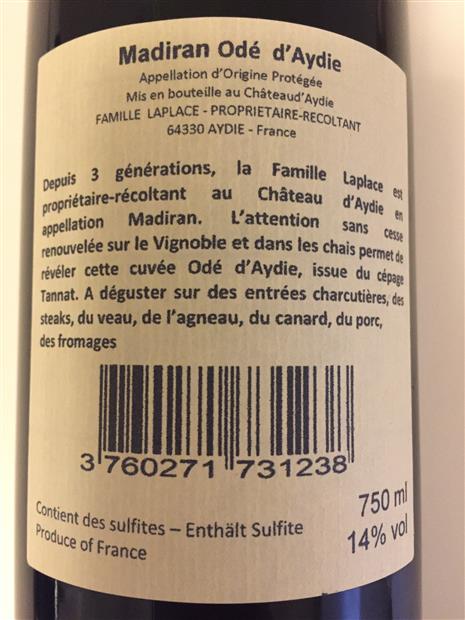 Madiran Odé d'Aydie
Appellation d'Origine Protégée
Mis en bouteille au Châteaud'Aydie
FAMILLE LAPLACE - PROPRIETAIRE-RECOLTANT
64330 AYDIE - France
Depuis 3 générations, la Famille Laplace est
propriétaire-récoltant au Château d'Aydie en
appellation Madiran. L'attention sans cesse
renouvelée sur le Vignoble et dans les chais permet de
révéler cette cuvée Odé d'Aydie, issue du cépage
Tannat. A déguster sur des entrées charcutières, des
steaks, du veau, de l'agneau, du canard, du porc,
des fromages
3 760271 731238
750 ml
Contient des sulfites – Enthält Sulfite
14% vol
Produce of France